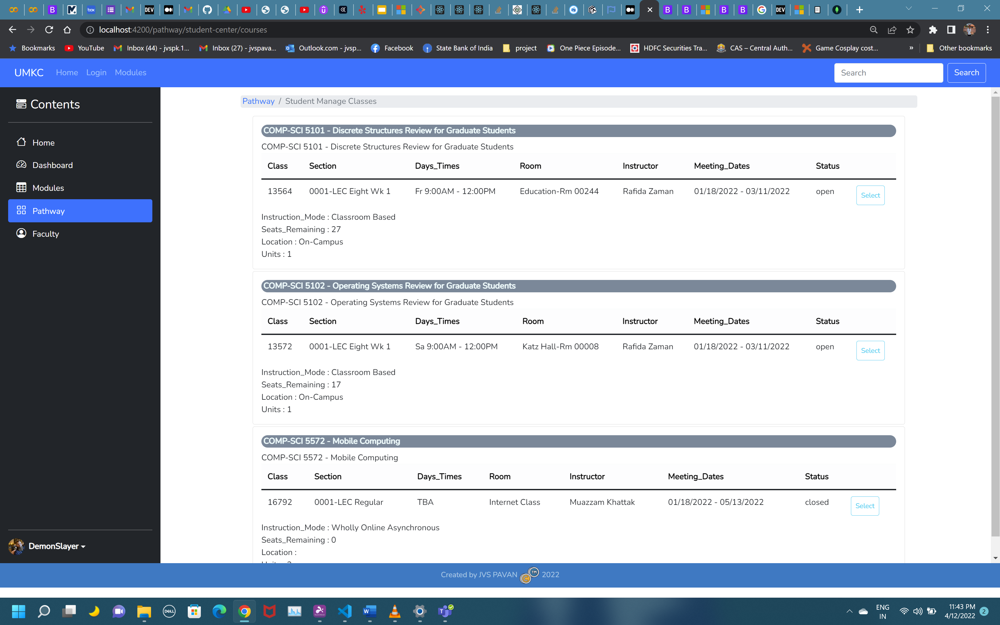 localhost:4200/pathway/student-center/courses
Bookmarks YouTube Inbox (44) - jvspk.1... Inbox (27) - jvspava... Outlook.com - jvsp... Facebook State Bank of India project One Piece Episode... HDFC Securities Tra... CAS – Central Auth... Game Cosplay cost... » Other bookmarks
UMKC Home Login Modules Search Search
Contents
Home
Dashboard
Modules
Pathway
Faculty
DemonSlayer
Pathway / Student Manage Classes
COMP-SCI 5101 - Discrete Structures Review for Graduate Students
COMP-SCI 5101 - Discrete Structures Review for Graduate Students
Class Section Days_Times Room Instructor Meeting_Dates Status
13564 0001-LEC Eight Wk 1 Fr 9:00AM - 12:00PM Education-Rm 00244 Rafida Zaman 01/18/2022 - 03/11/2022 open Select
Instruction_Mode : Classroom Based
Seats_Remaining : 27
Location : On-Campus
Units : 1
COMP-SCI 5102 - Operating Systems Review for Graduate Students
COMP-SCI 5102 - Operating Systems Review for Graduate Students
Class Section Days_Times Room Instructor Meeting_Dates Status
13572 0001-LEC Eight Wk 1 Sa 9:00AM - 12:00PM Katz Hall-Rm 00008 Rafida Zaman 01/18/2022 - 03/11/2022 open Select
Instruction_Mode : Classroom Based
Seats_Remaining : 17
Location : On-Campus
Units : 1
COMP-SCI 5572 - Mobile Computing
COMP-SCI 5572 - Mobile Computing
Class Section Days_Times Room Instructor Meeting_Dates Status
16792 0001-LEC Regular TBA Internet Class Muazzam Khattak 01/18/2022 - 05/13/2022 closed Select
Instruction_Mode : Wholly Online Asynchronous
Seats_Remaining : 0
Location :
Created by JVS PAVAN © TM 2022
ENG
IN
11:43 PM
4/12/2022
2